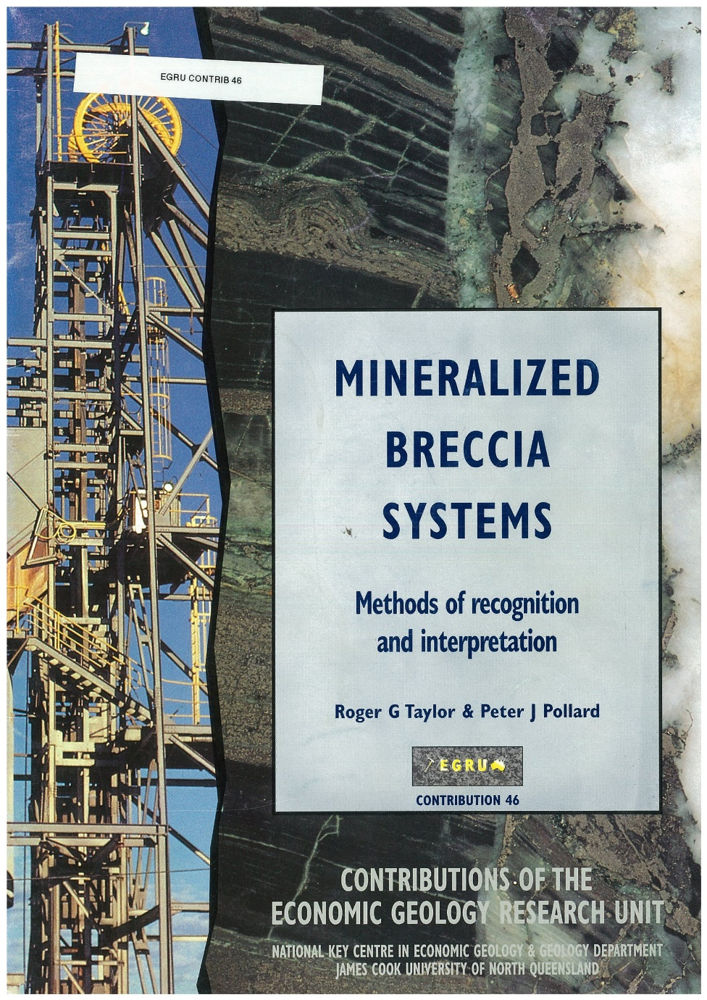 EGRU CONTRIB 46
MINERALIZED
BRECCIA
SYSTEMS
Methods of recognition
and interpretation
Roger G Taylor & Peter J Pollard
EGRU
CONTRIBUTION 46
CONTRIBUTIONS OF THE
ECONOMIC GEOLOGY RESEARCH UNIT
NATIONAL KEY CENTRE IN ECONOMIC GEOLOGY & GEOLOGY DEPARTMENT
JAMES COOK UNIVERSITY OF NORTH QUEENSLAND